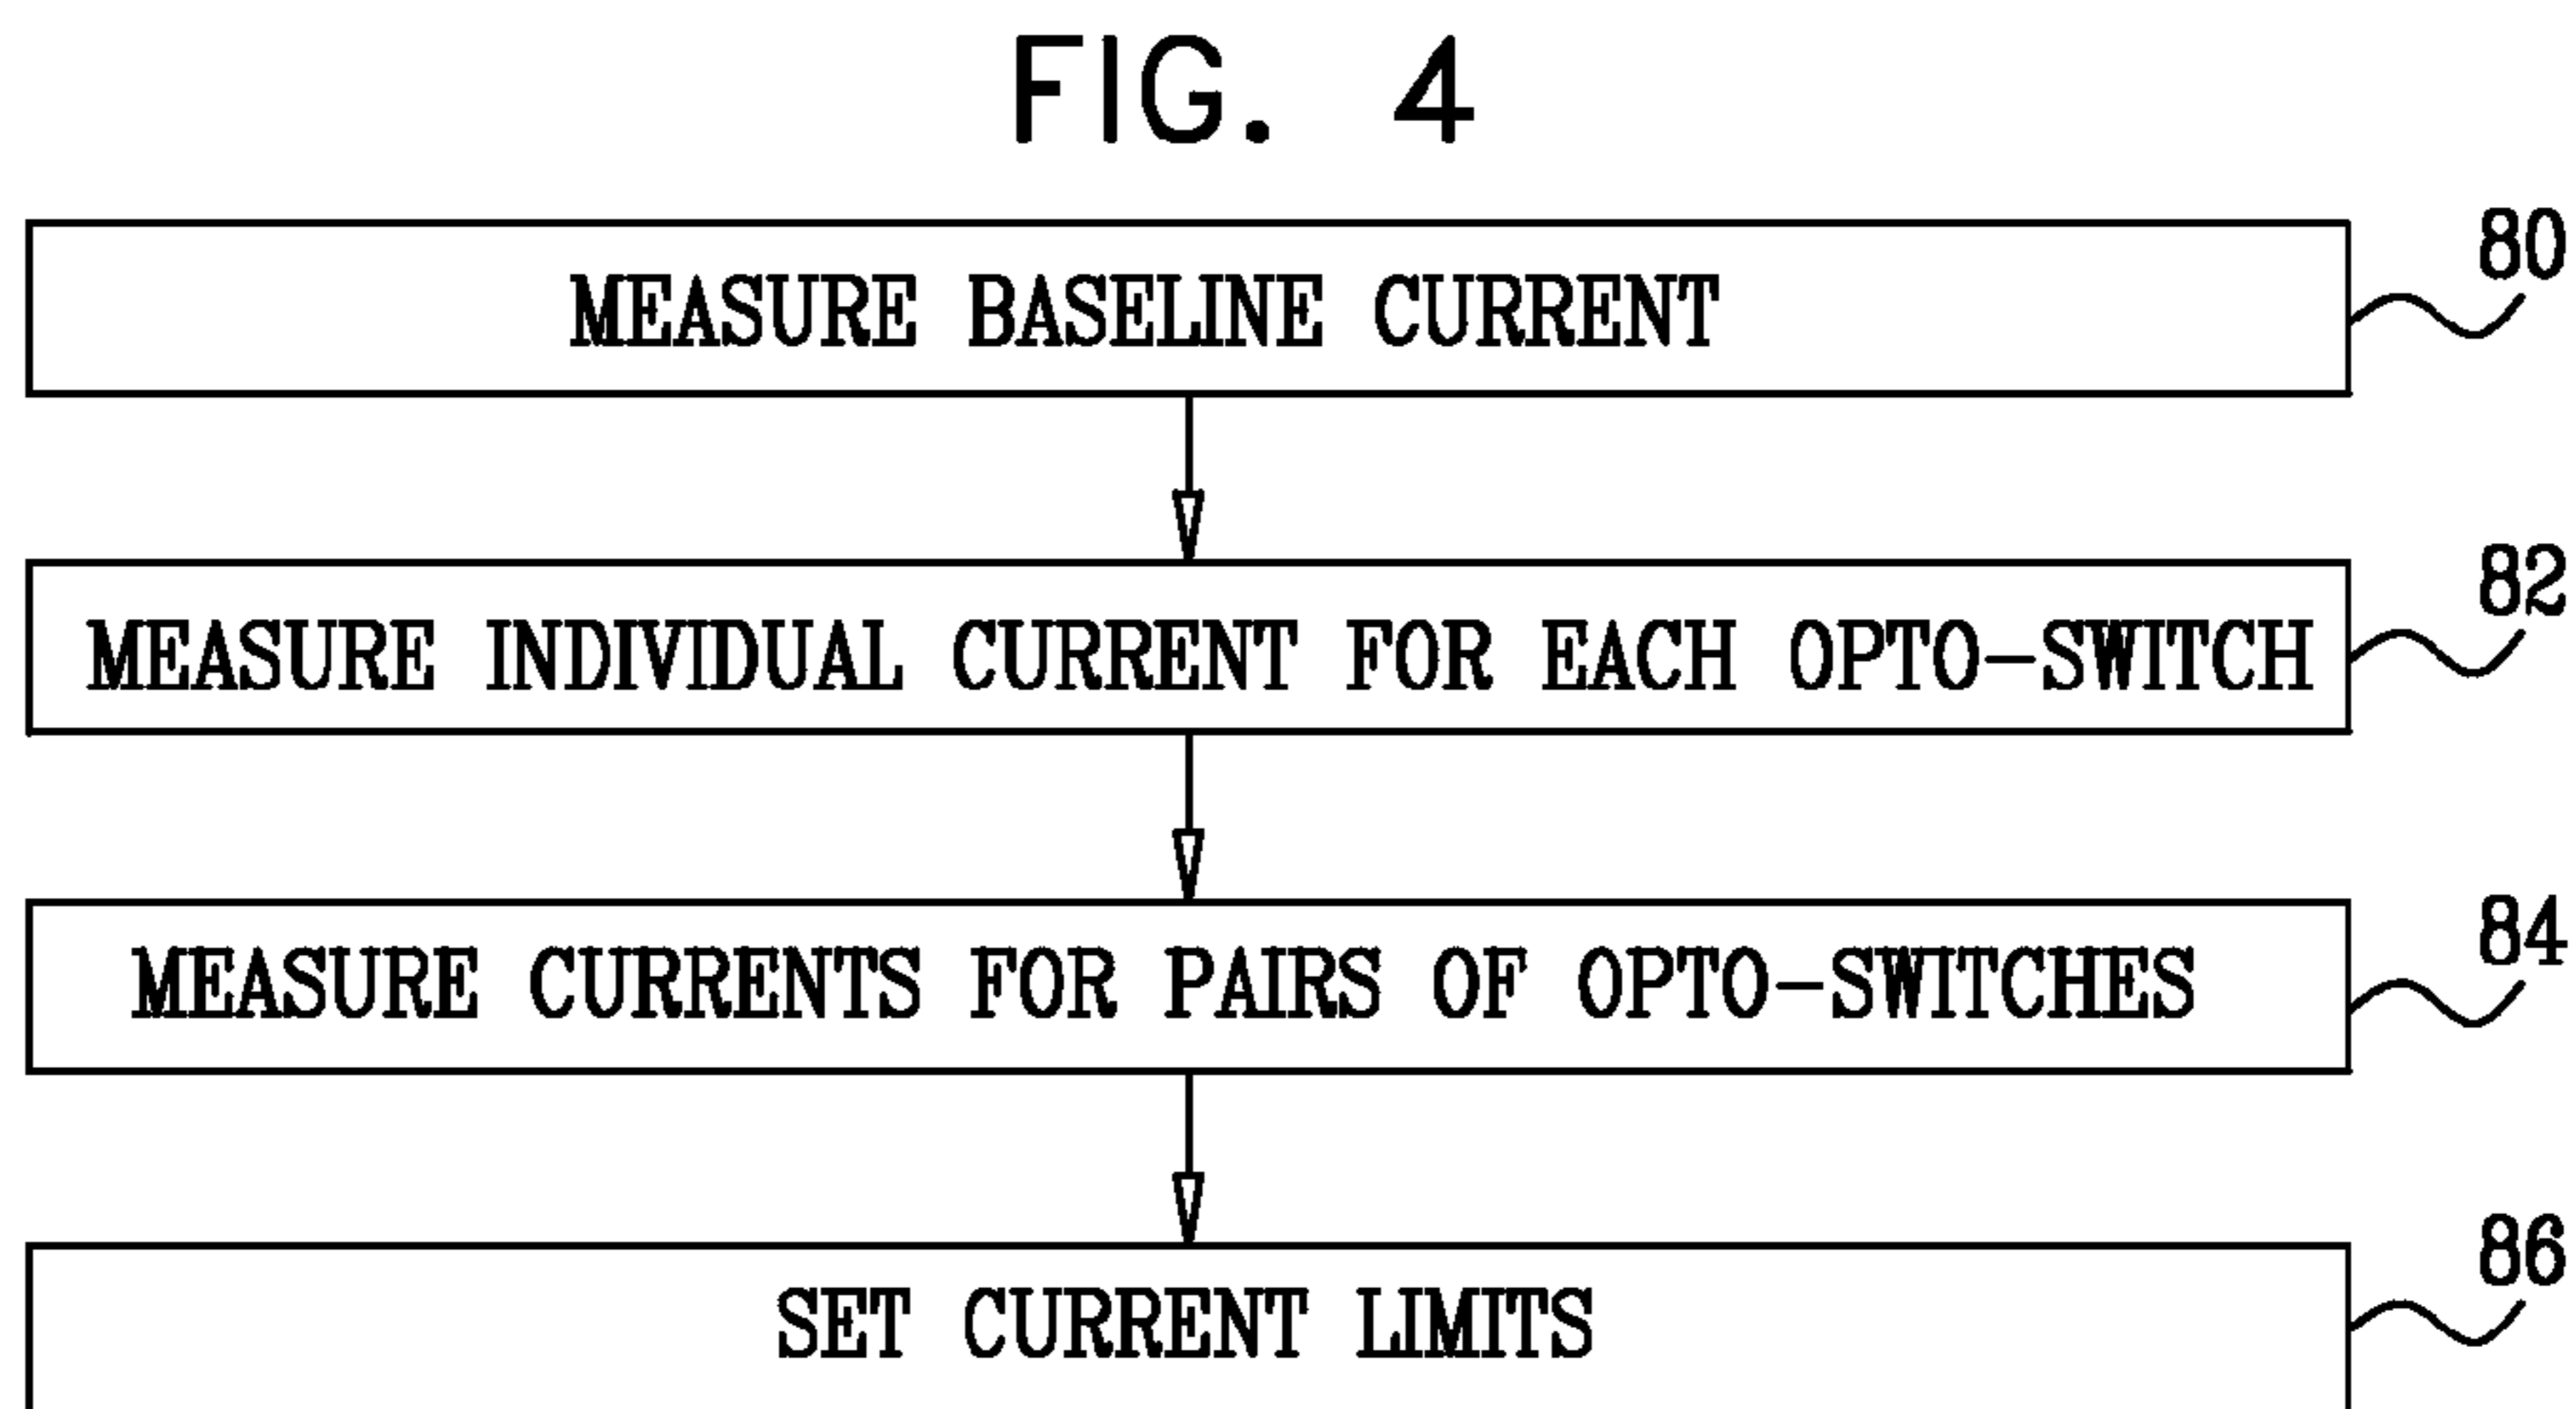 FIG. 4
MEASURE BASELINE CURRENT
80
MEASURE INDIVIDUAL CURRENT FOR EACH OPTO-SWITCH
82
MEASURE CURRENTS FOR PAIRS OF OPTO-SWITCHES
84
SET CURRENT LIMITS
86